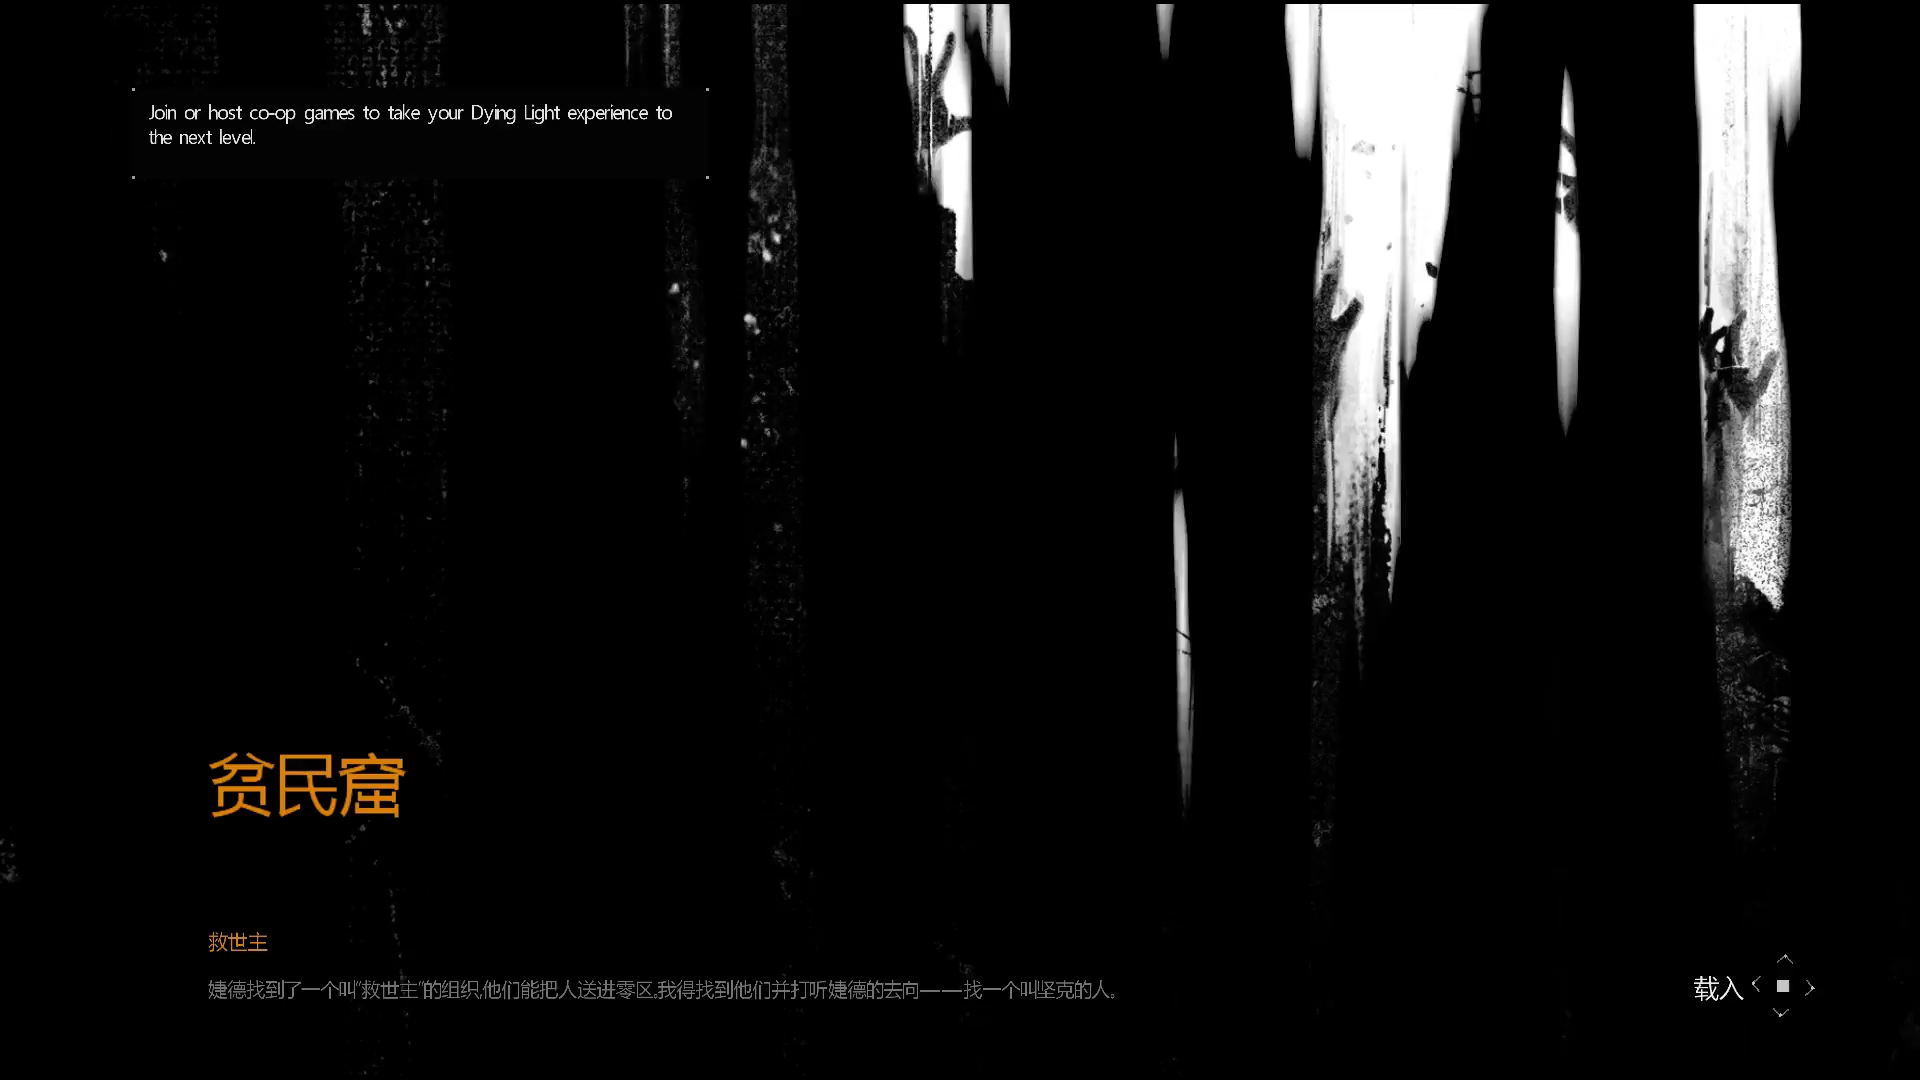 Join or host co-op games to take your Dying Light experience to
the next level.
贫民窟
救世主
婕德找到了一个叫“救世主”的组织,他们能把人送进零区,我得找到他们并打听婕德的去向——找一个叫坚克的人。
载入